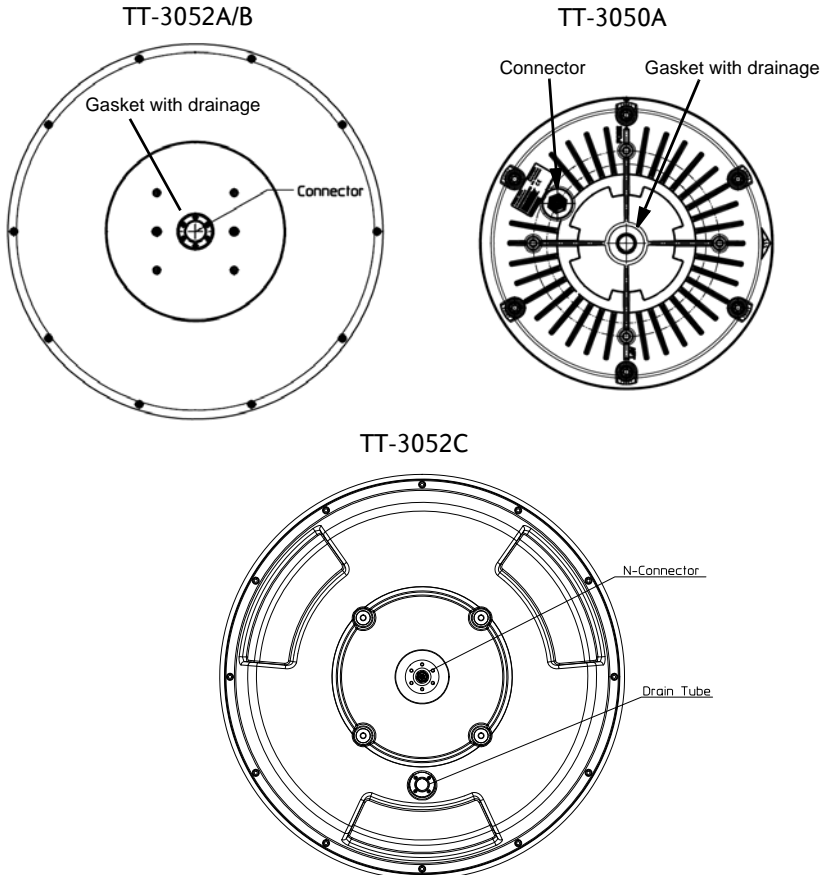 TT-3052A/B
TT-3050A
Connector
Gasket with drainage
Gasket with drainage
Connector
TT-3052C
N-Connector
Drain Tube